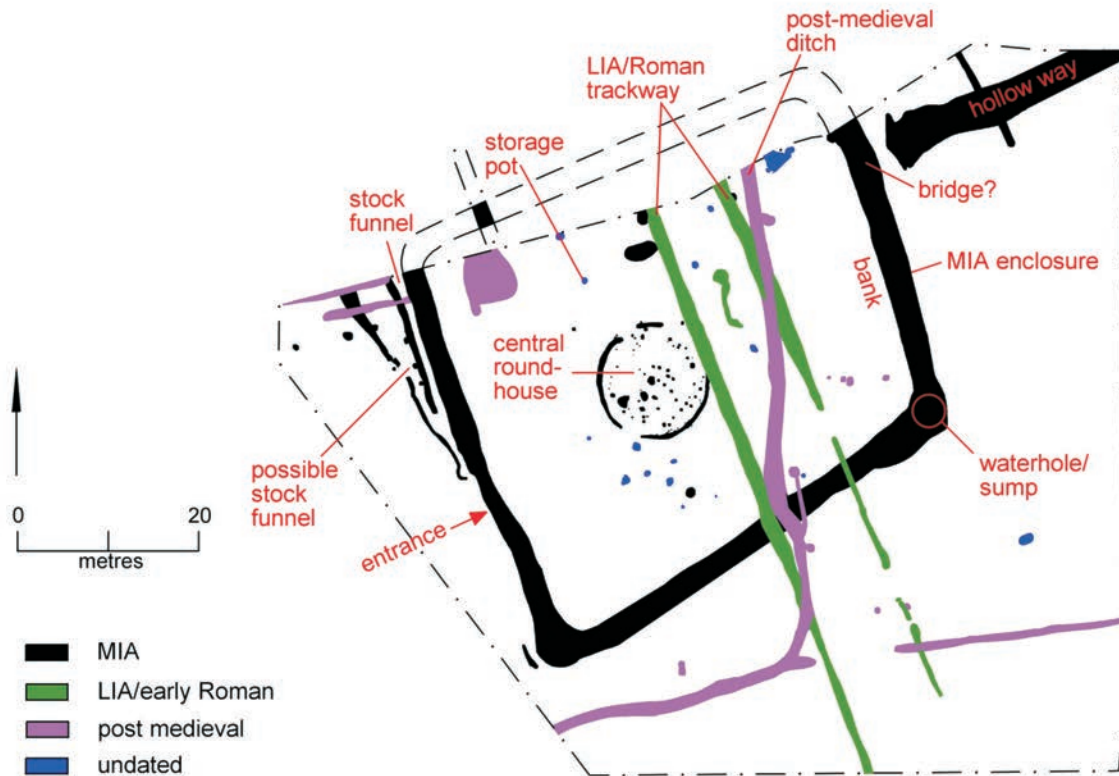 post-medieval
ditch
LIA/Roman
trackway
hollow way
storage
pot
stock
funnel
bridge?
MIA enclosure
bank
central
round-
house
possible
stock
funnel
waterhole/
sump
entrance
0 20
metres
MIA
LIA/early Roman
post medieval
undated